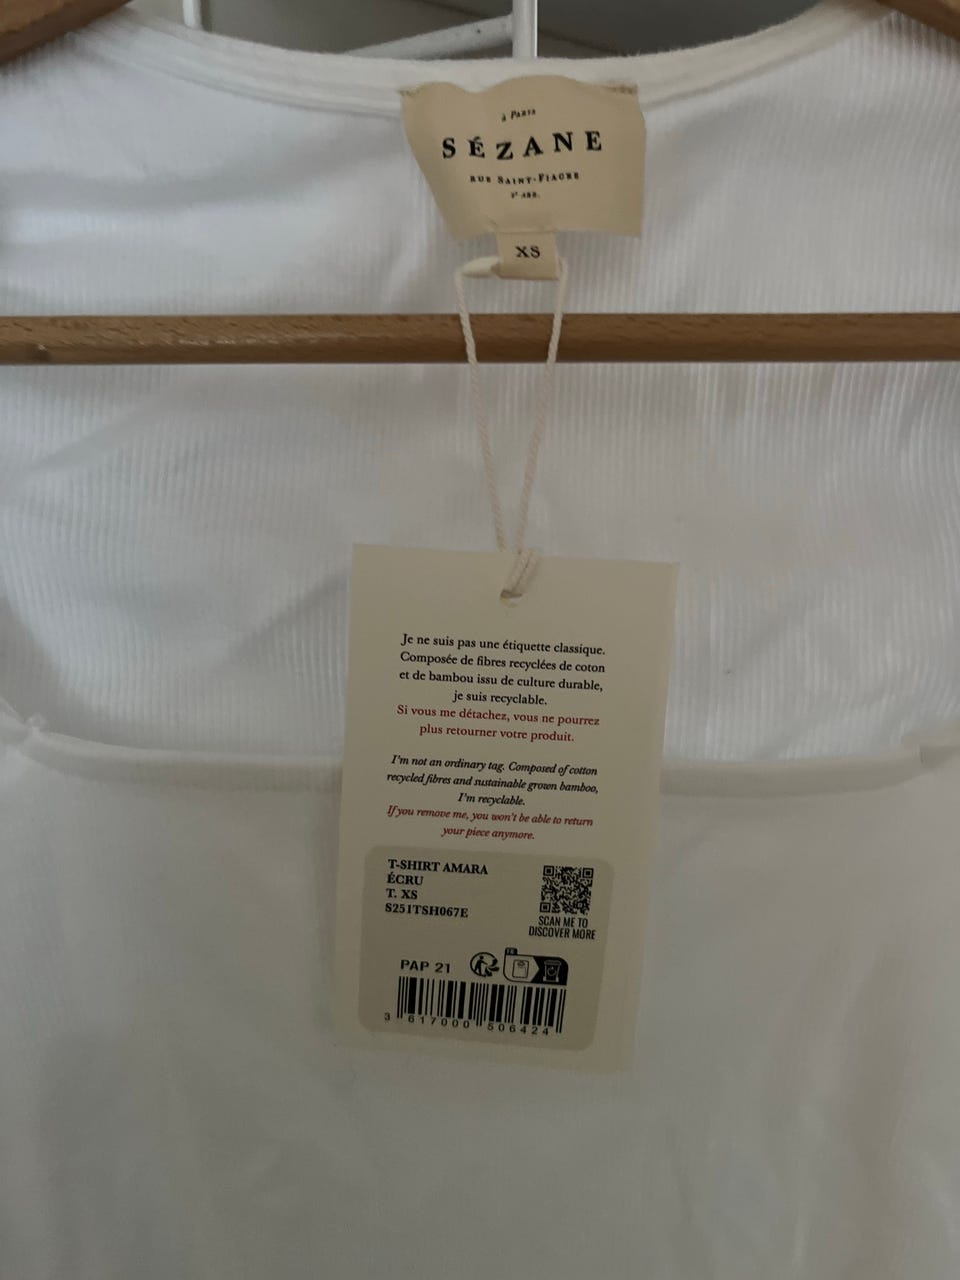 à Paris
SÉZANE
RUE SAINT-FIACRE
XS
Je ne suis pas une étiquette classique.
Composée de fibres recyclées de coton
et de bambou issu de culture durable,
je suis recyclable.
Si vous me détachez, vous ne pourrez
plus retourner votre produit.
I'm not an ordinary tag. Composed of cotton
recycled fibres and sustainable grown bamboo,
I'm recyclable.
If you remove me, you won't be able to return
your piece anymore.
T-SHIRT AMARA
ÉCRU
T. XS
S251TSH067E
SCAN ME TO
DISCOVER MORE
PAP 21
FR
3 617000 506424